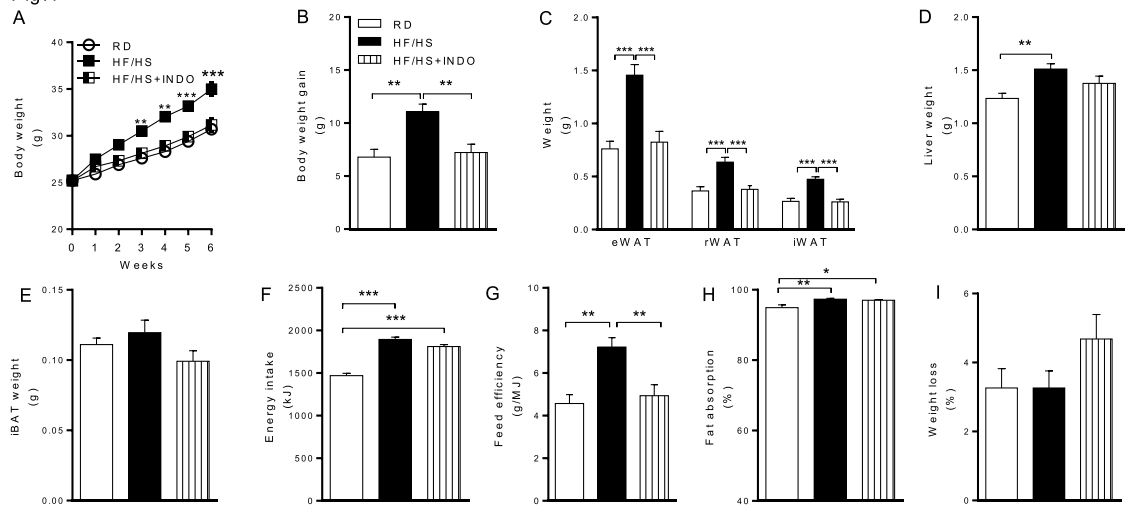 A
40
35
30
25
20
Body weight
(g)
RD
HF/HS
HF/HS+INDO
**
**
***
***
0 1 2 3 4 5 6
Weeks
B
20
15
10
5
0
Body weight gain
(g)
RD
HF/HS
HF/HS+INDO
** **
C
2.0
1.5
1.0
0.5
0.0
Weight
(g)
*** ***
*** ***
*** ***
eWAT rWAT iWAT
D
2.0
1.5
1.0
0.5
0.0
Liver weight
(g)
**
E
0.15
0.10
0.05
0.00
iBAT weight
(g)
F
2500
2000
1500
1000
500
0
Energy intake
(kJ)
***
***
G
10
8
6
4
2
0
Feed efficiency
(g/MJ)
** **
H
100
80
60
40
Fat absorption
(%)
*
**
I
6
4
2
0
Weight loss
(%)